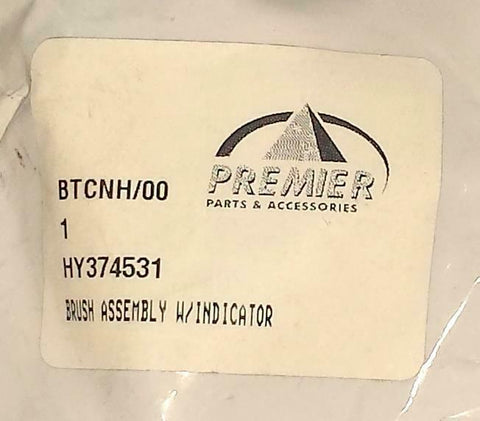 PREMIER
PARTS & ACCESSORIES
BTCNH/00
1
HY374531
BRUSH ASSEMBLY W/INDICATOR